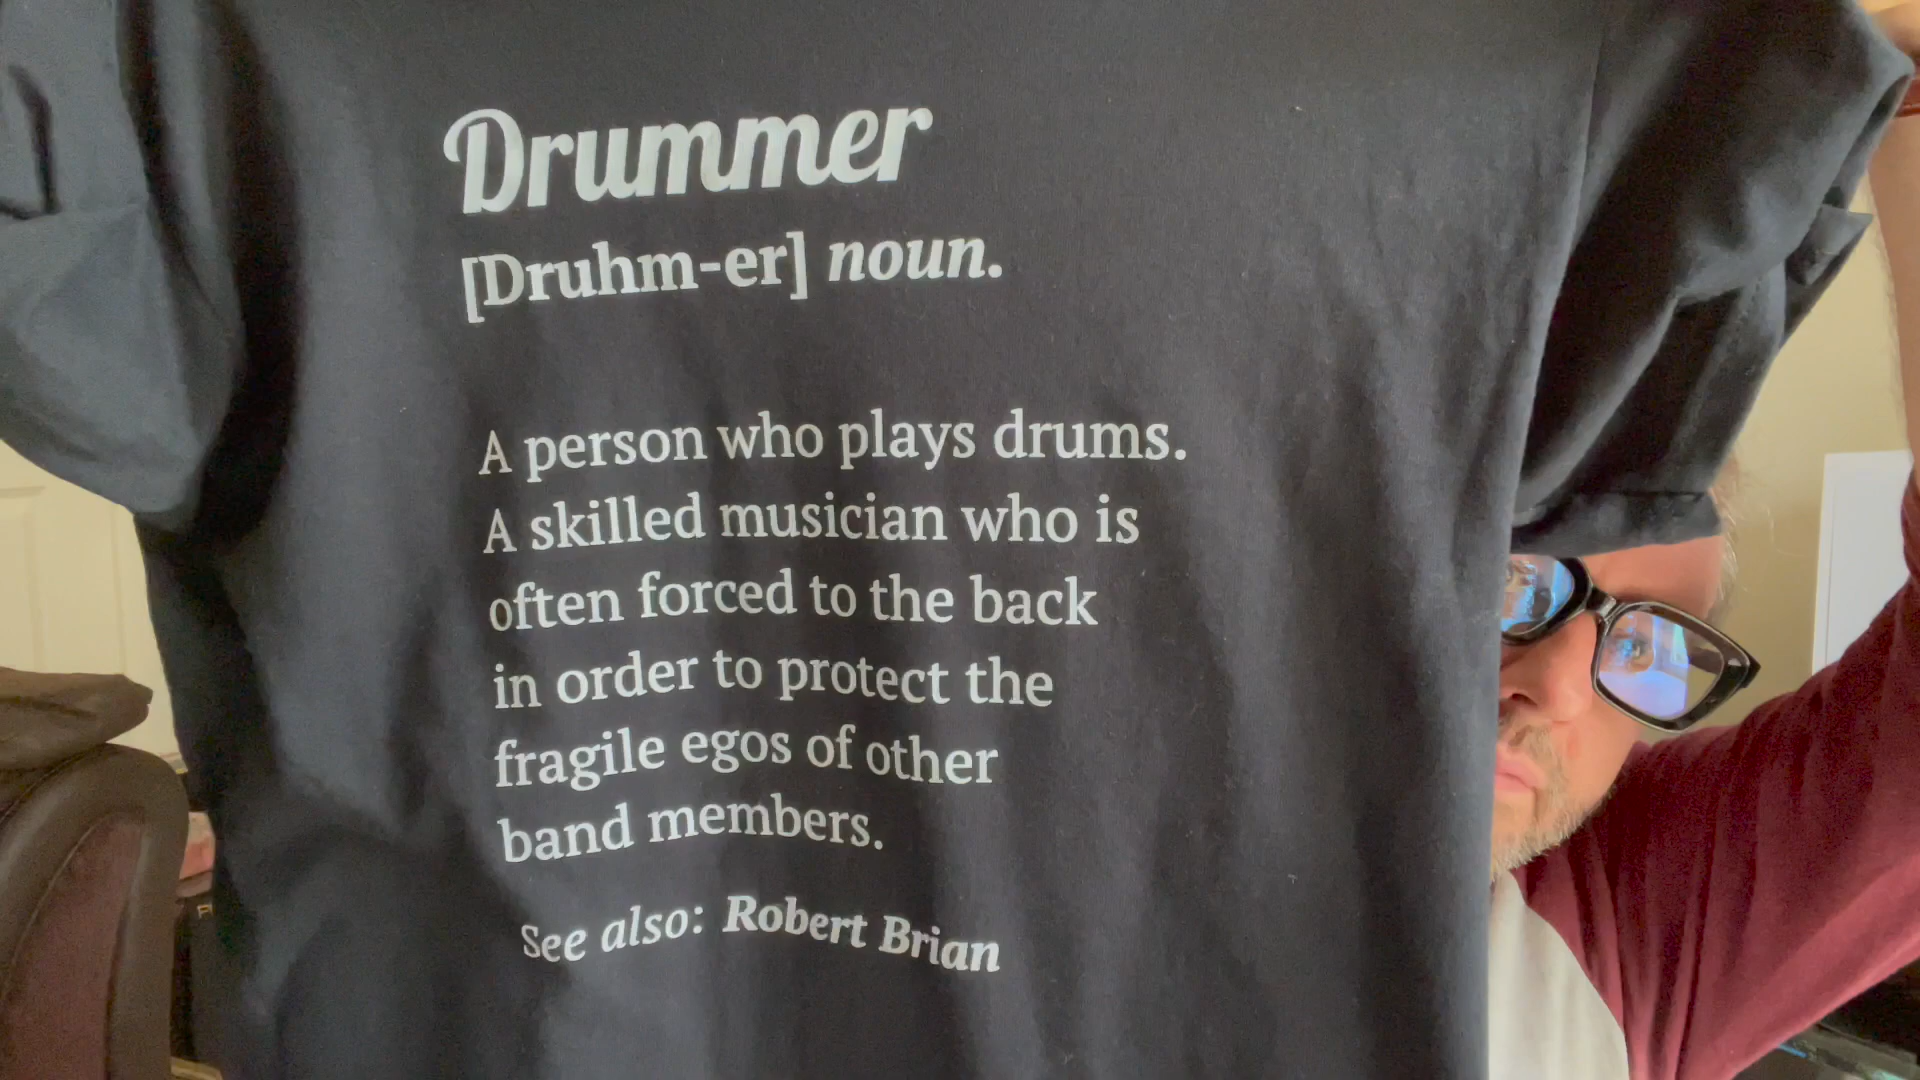 Drummer
[Druhm-er] noun.
A person who plays drums.
A skilled musician who is
often forced to the back
in order to protect the
fragile egos of other
band members.
See also: Robert Brian